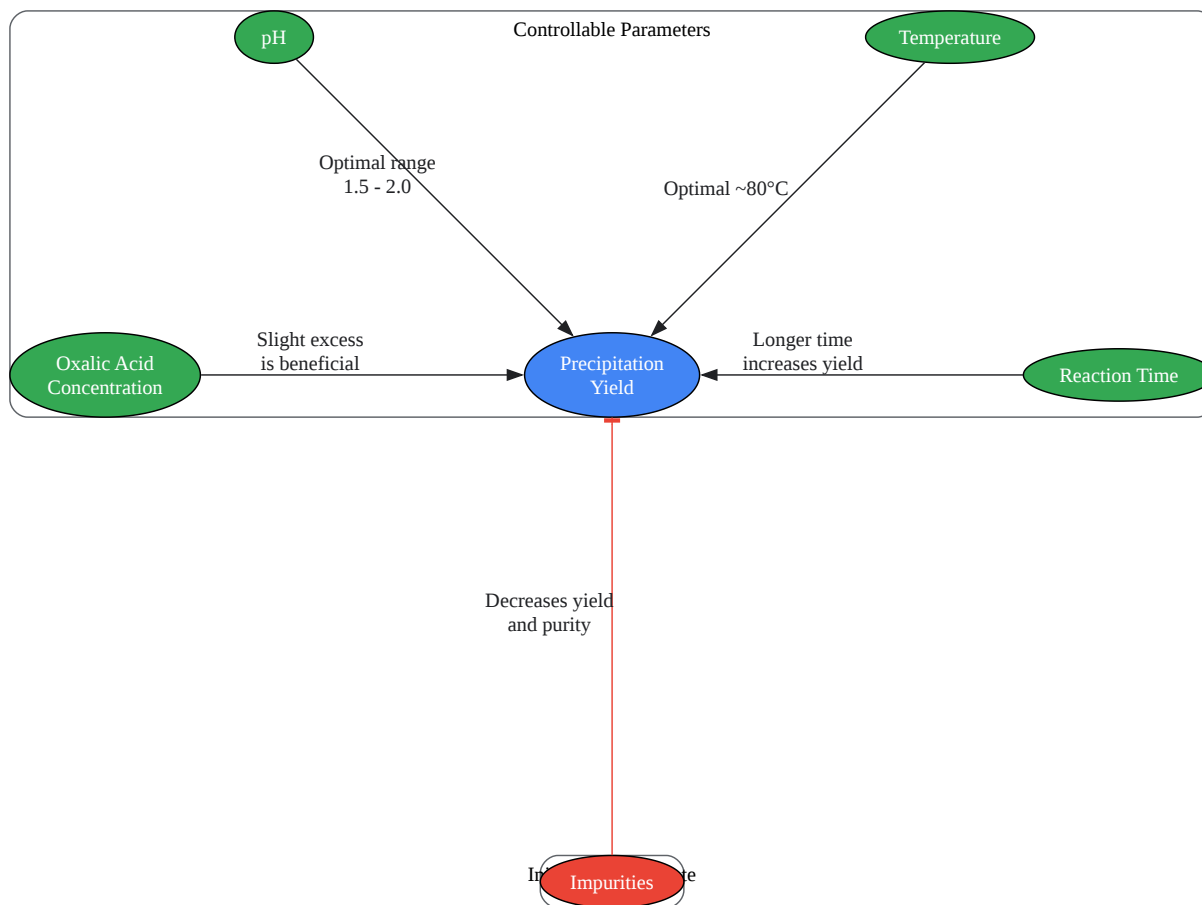 Controllable Parameters
pH
Temperature
Optimal range
1.5 - 2.0
Optimal ~80°C
Oxalic Acid
Concentration
Slight excess
is beneficial
Precipitation
Yield
Longer time
increases yield
Reaction Time
Decreases yield
and purity
Impurities